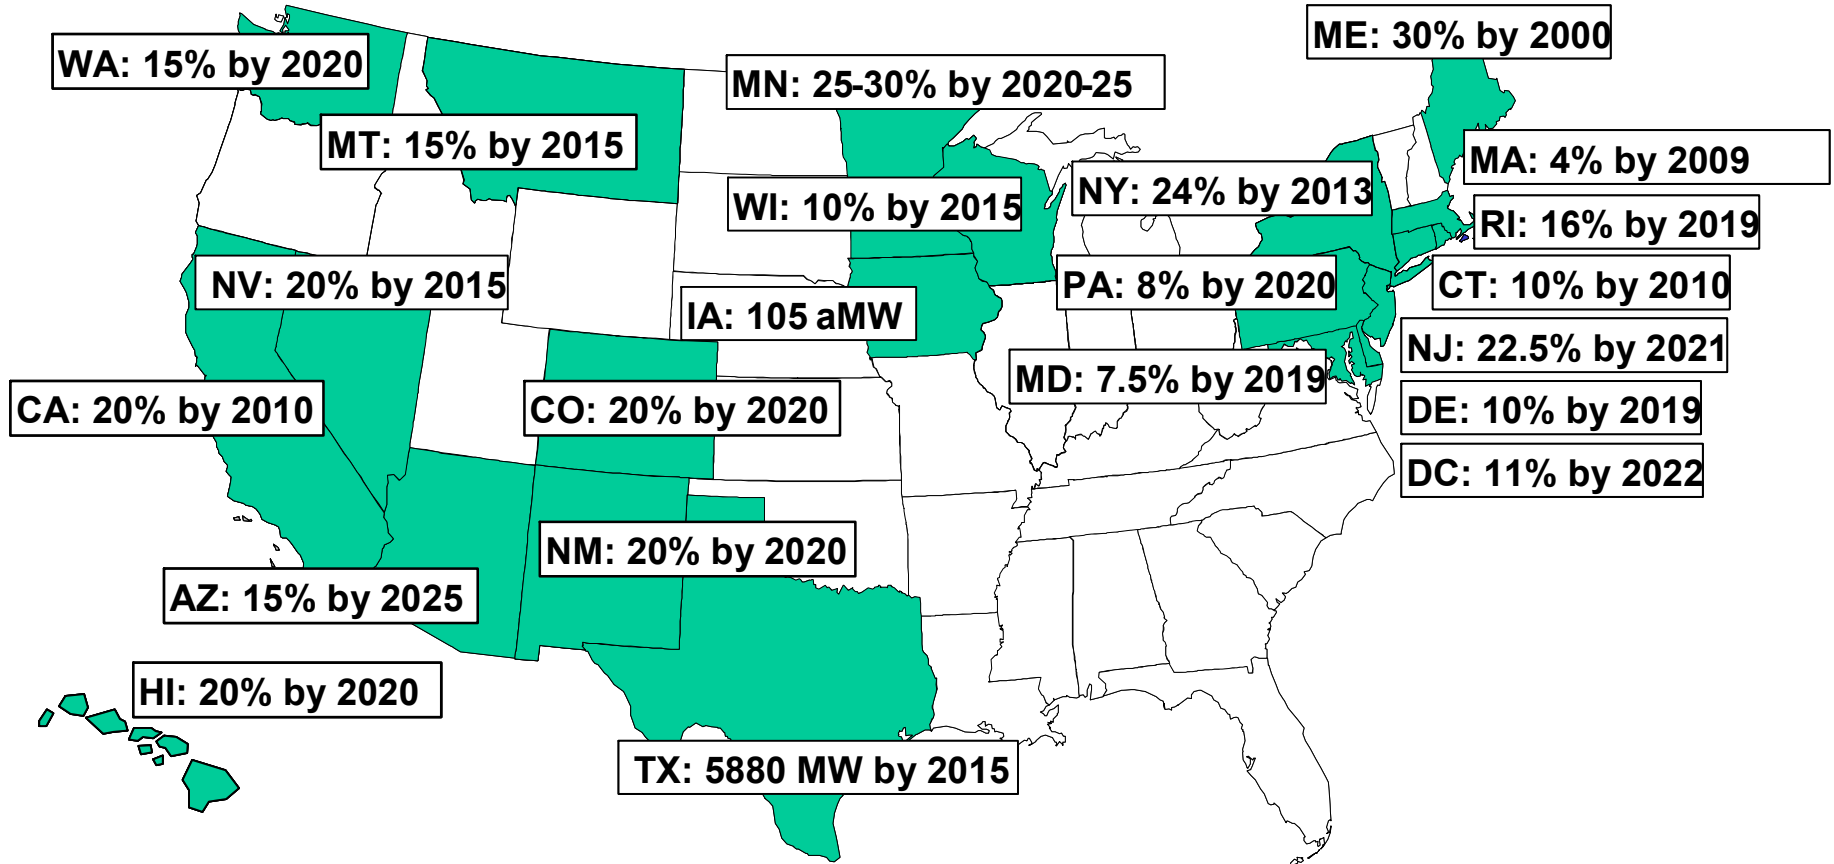 ME: 30% by 2000
WA: 15% by 2020
MN: 25-30% by 2020-25
MT: 15% by 2015
MA: 4% by 2009
NY: 24% by 2013
WI: 10% by 2015
RI: 16% by 2019
NV: 20% by 2015
PA: 8% by 2020
CT: 10% by 2010
IA: 105 aMW
NJ: 22.5% by 2021
MD: 7.5% by 2019
CA: 20% by 2010
CO: 20% by 2020
DE: 10% by 2019
DC: 11% by 2022
NM: 20% by 2020
AZ: 15% by 2025
HI: 20% by 2020
TX: 5880 MW by 2015